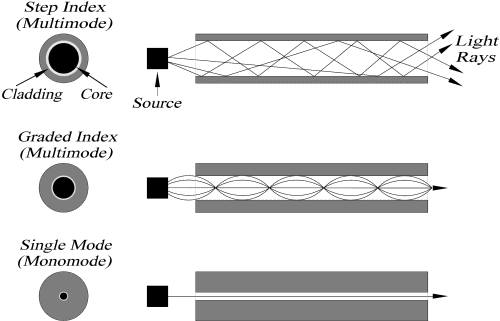 Step Index
(Multimode)
Light
Rays
Cladding
Core
Source
Graded Index
(Multimode)
Single Mode
(Monomode)